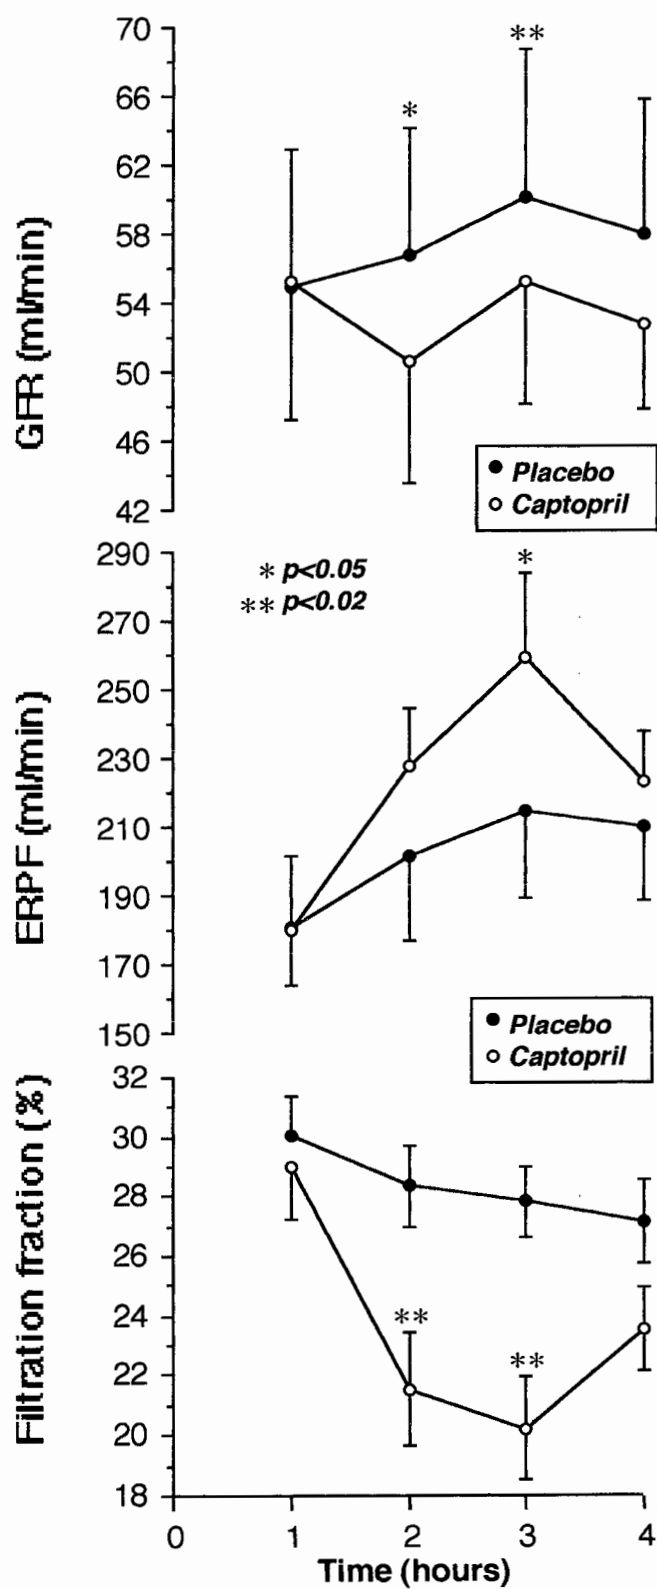 GFR (ml/min)
70
66
62
58
54
50
46
42
*
**
Placebo
Captopril
ERPF (ml/min)
290
270
250
230
210
190
170
150
* p<0.05
** p<0.02
*
Placebo
Captopril
Filtration fraction (%)
32
30
28
26
24
22
20
18
**
**
0 1 2 3 4
Time (hours)